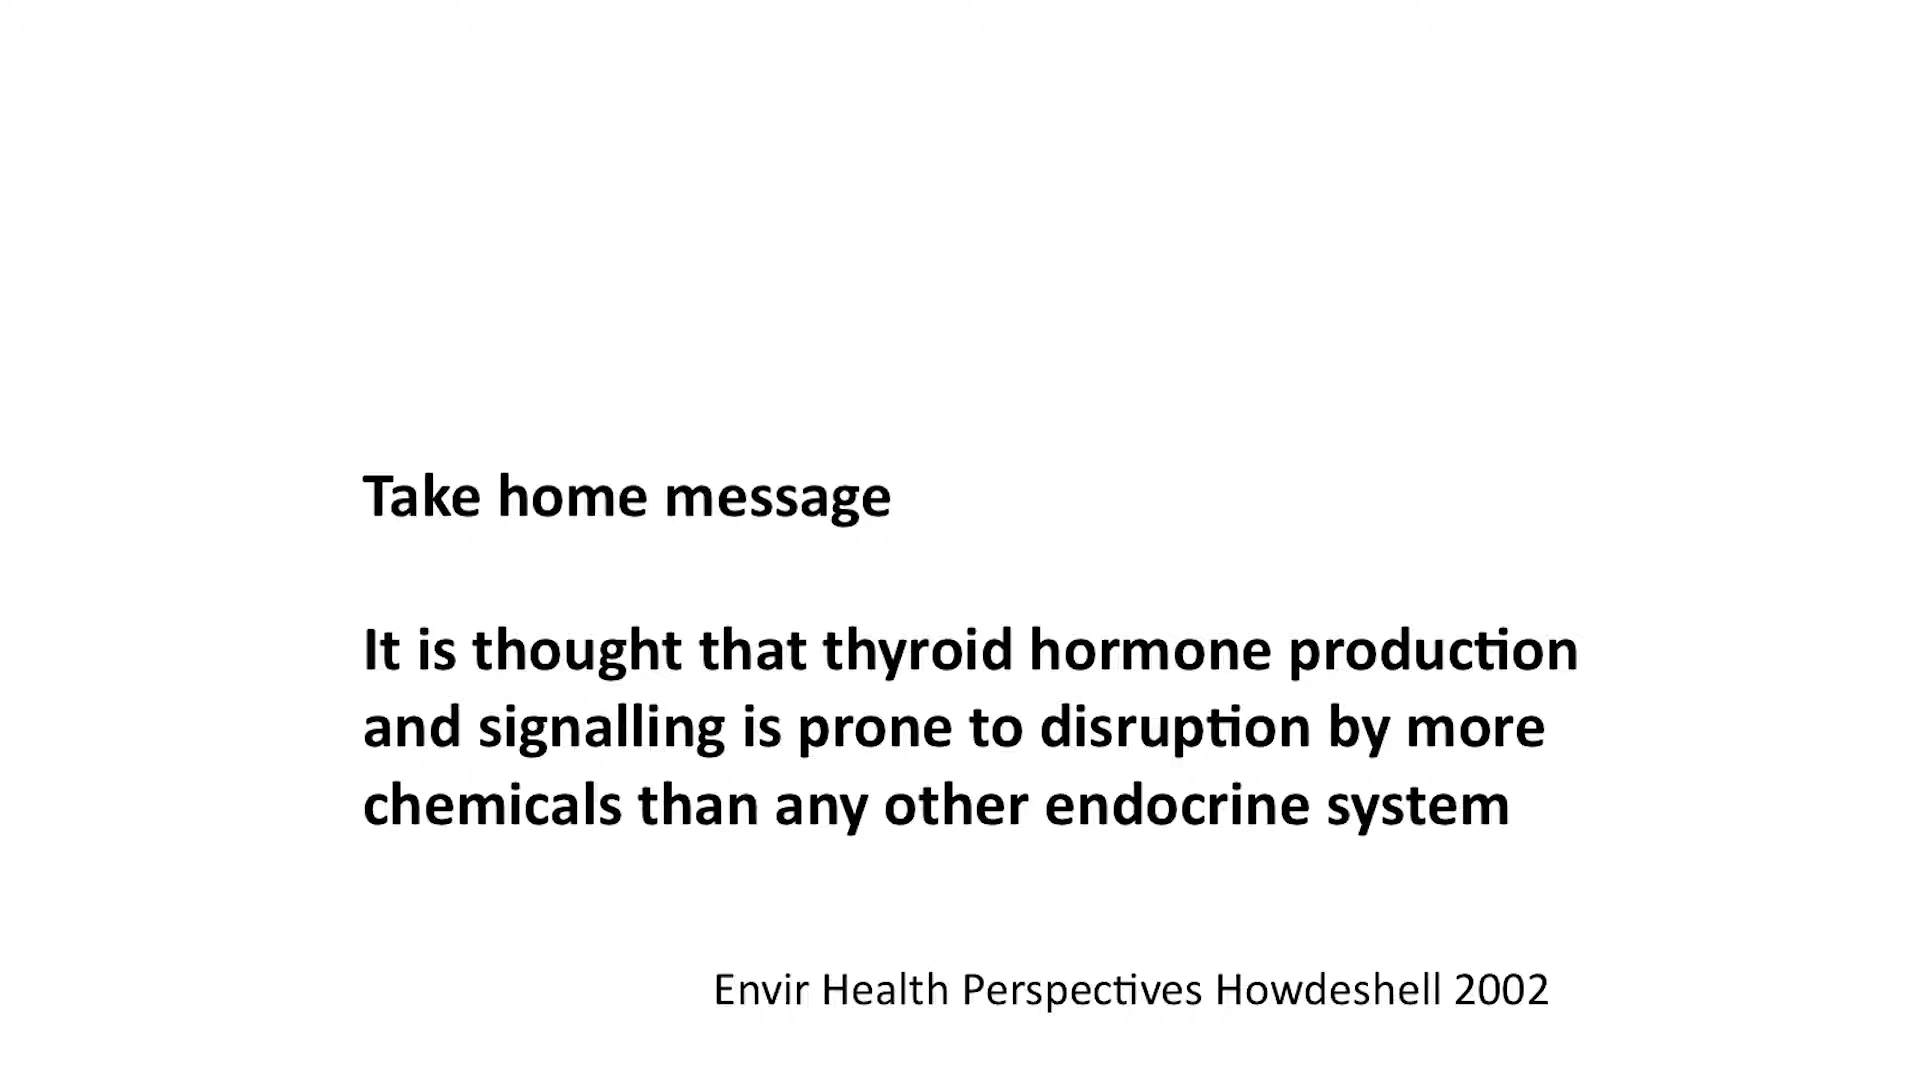 Take home message
It is thought that thyroid hormone production
and signalling is prone to disruption by more
chemicals than any other endocrine system
Envir Health Perspectives Howdeshell 2002